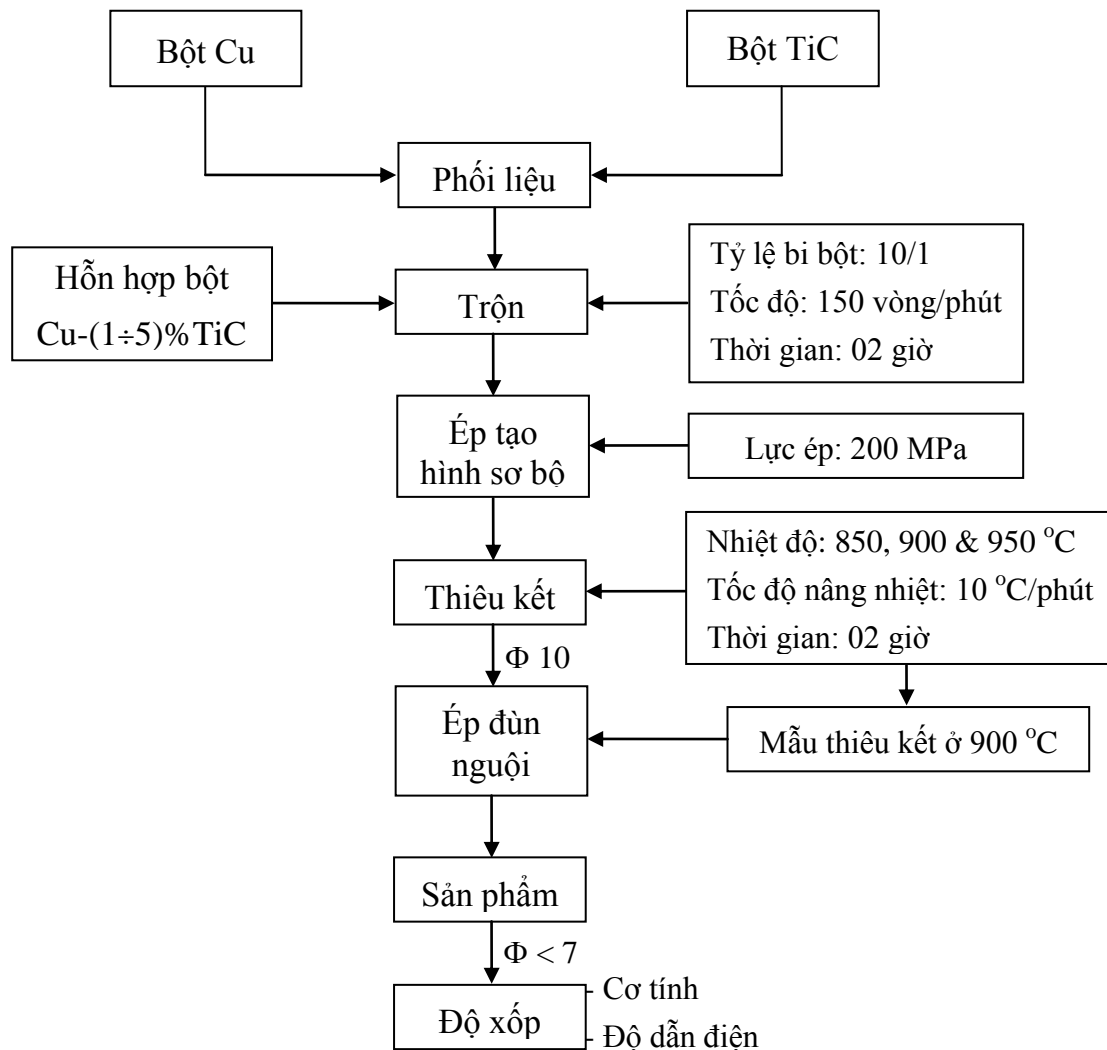 Bột Cu
Bột TiC
Phối liệu
Hỗn hợp bột
Cu-(1÷5)%TiC
Trộn
Tỷ lệ bi bột: 10/1
Tốc độ: 150 vòng/phút
Thời gian: 02 giờ
Ép tạo
hình sơ bộ
Lực ép: 200 MPa
Thiêu kết
Nhiệt độ: 850, 900 & 950 °C
Tốc độ nâng nhiệt: 10 °C/phút
Thời gian: 02 giờ
Φ 10
Ép đùn
nguội
Mẫu thiêu kết ở 900 °C
Sản phẩm
Φ < 7
Độ xốp
- Cơ tính
- Độ dẫn điện